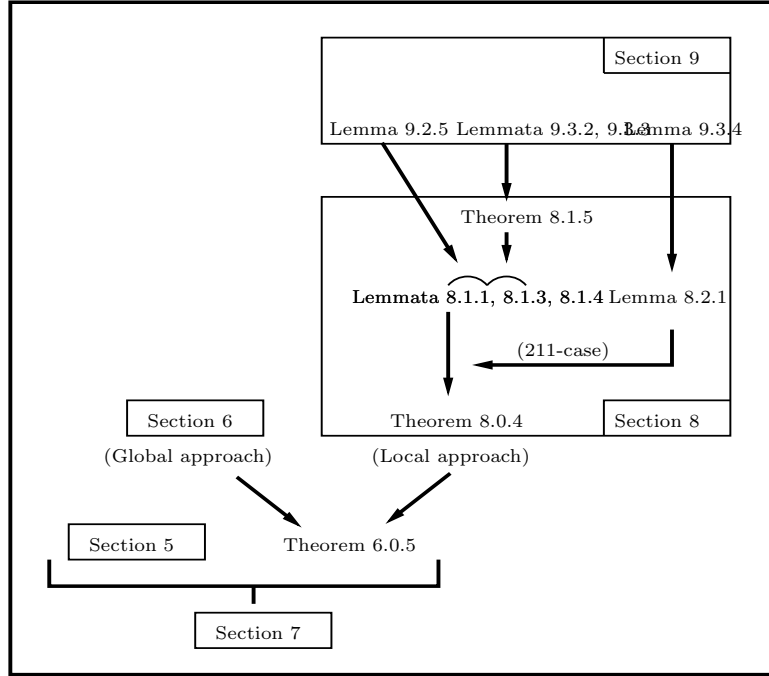 Section 9
Lemma 9.2.5
Lemmata 9.3.2, 9.3.3
Lemma 9.3.4
Theorem 8.1.5
Lemmata 8.1.1, 8.1.3, 8.1.4
Lemma 8.2.1
(211-case)
Theorem 8.0.4
Section 8
Section 6
(Global approach)
(Local approach)
Section 5
Theorem 6.0.5
Section 7